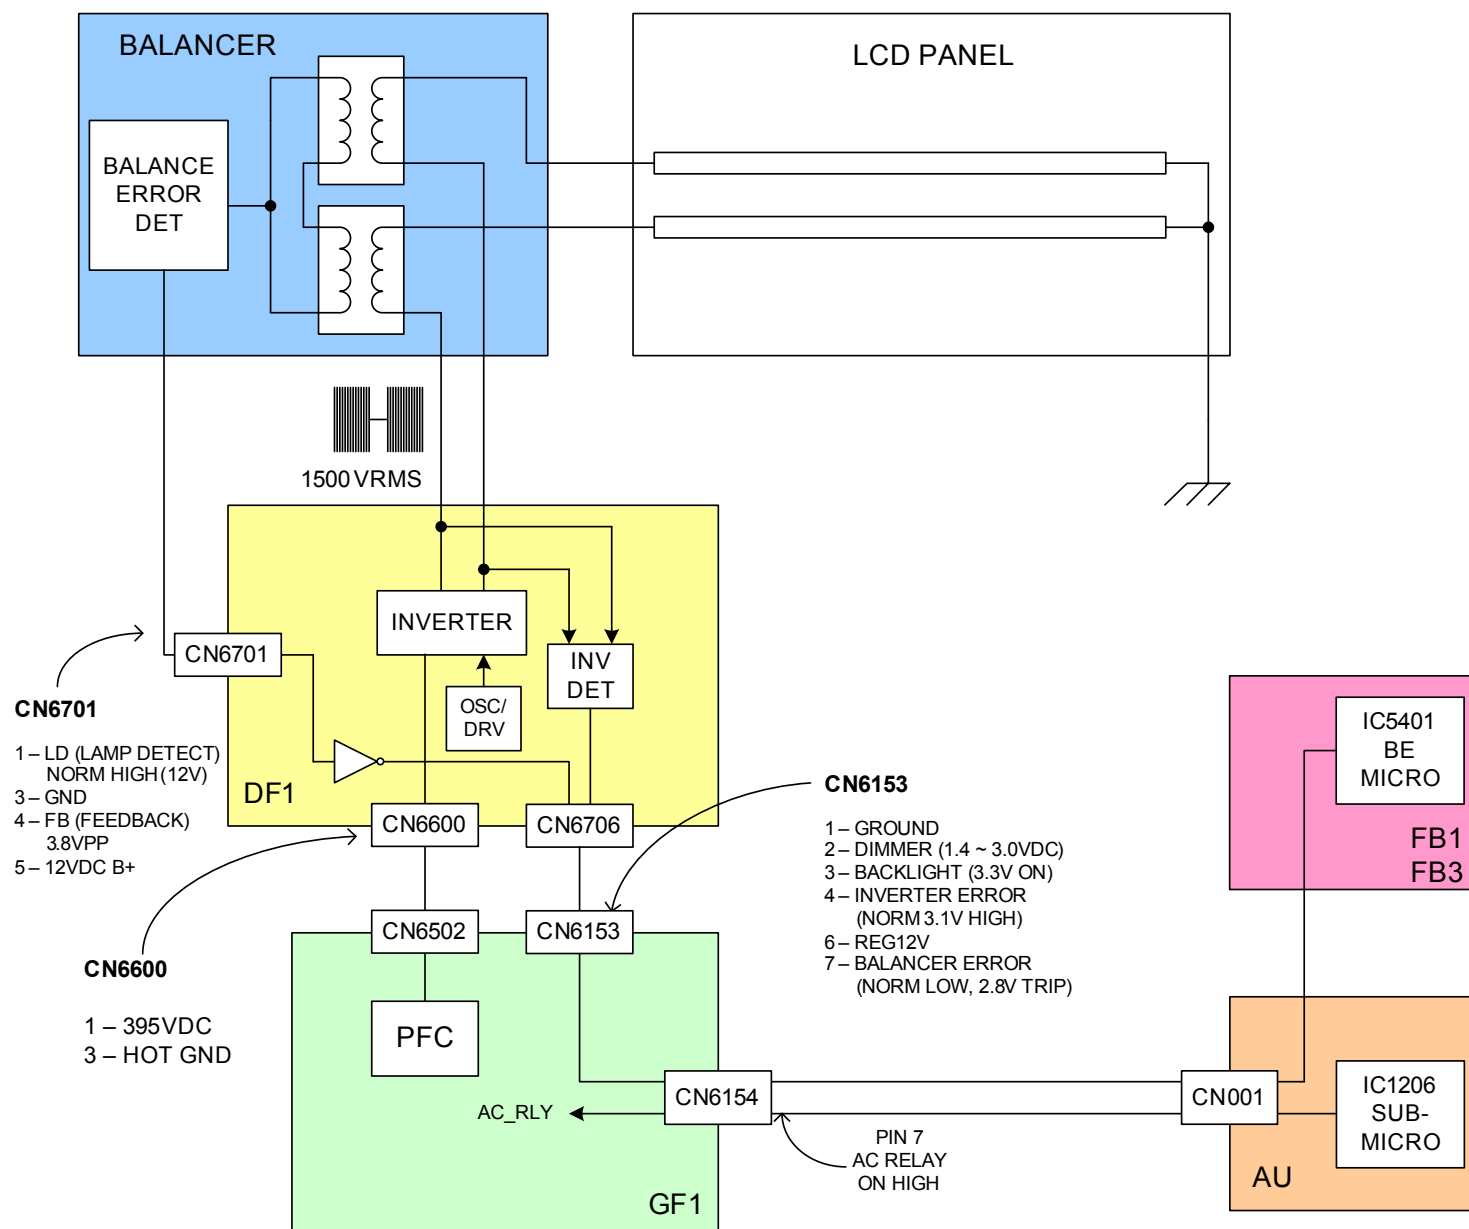 BALANCER
LCD PANEL
BALANCE
ERROR
DET
1500 VRMS
INVERTER
CN6701
INV
DET
OSC/
DRV
CN6701
1 – LD (LAMP DETECT)
NORM HIGH (12V)
3 – GND
4 – FB (FEEDBACK)
3.8VPP
5 – 12VDC B+
DF1
CN6600
CN6706
CN6153
1 – GROUND
2 – DIMMER (1.4 ~ 3.0VDC)
3 – BACKLIGHT (3.3V ON)
4 – INVERTER ERROR
(NORM 3.1V HIGH)
6 – REG12V
7 – BALANCER ERROR
(NORM LOW, 2.8V TRIP)
IC5401
BE
MICRO
FB1
FB3
CN6502
CN6153
CN6600
1 – 395VDC
3 – HOT GND
PFC
AC_RLY
CN6154
PIN 7
AC RELAY
ON HIGH
GF1
CN001
IC1206
SUB-
MICRO
AU